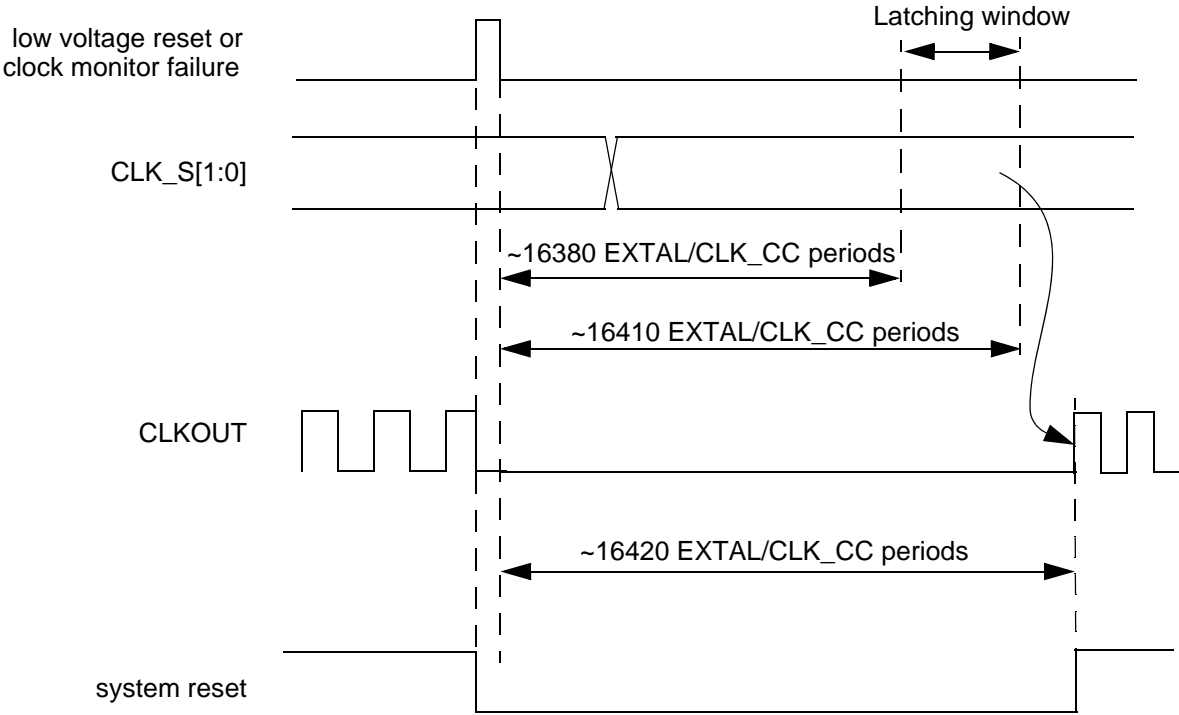 Latching window
low voltage reset or
clock monitor failure
CLK_S[1:0]
~16380 EXTAL/CLK_CC periods
~16410 EXTAL/CLK_CC periods
CLKOUT
~16420 EXTAL/CLK_CC periods
system reset